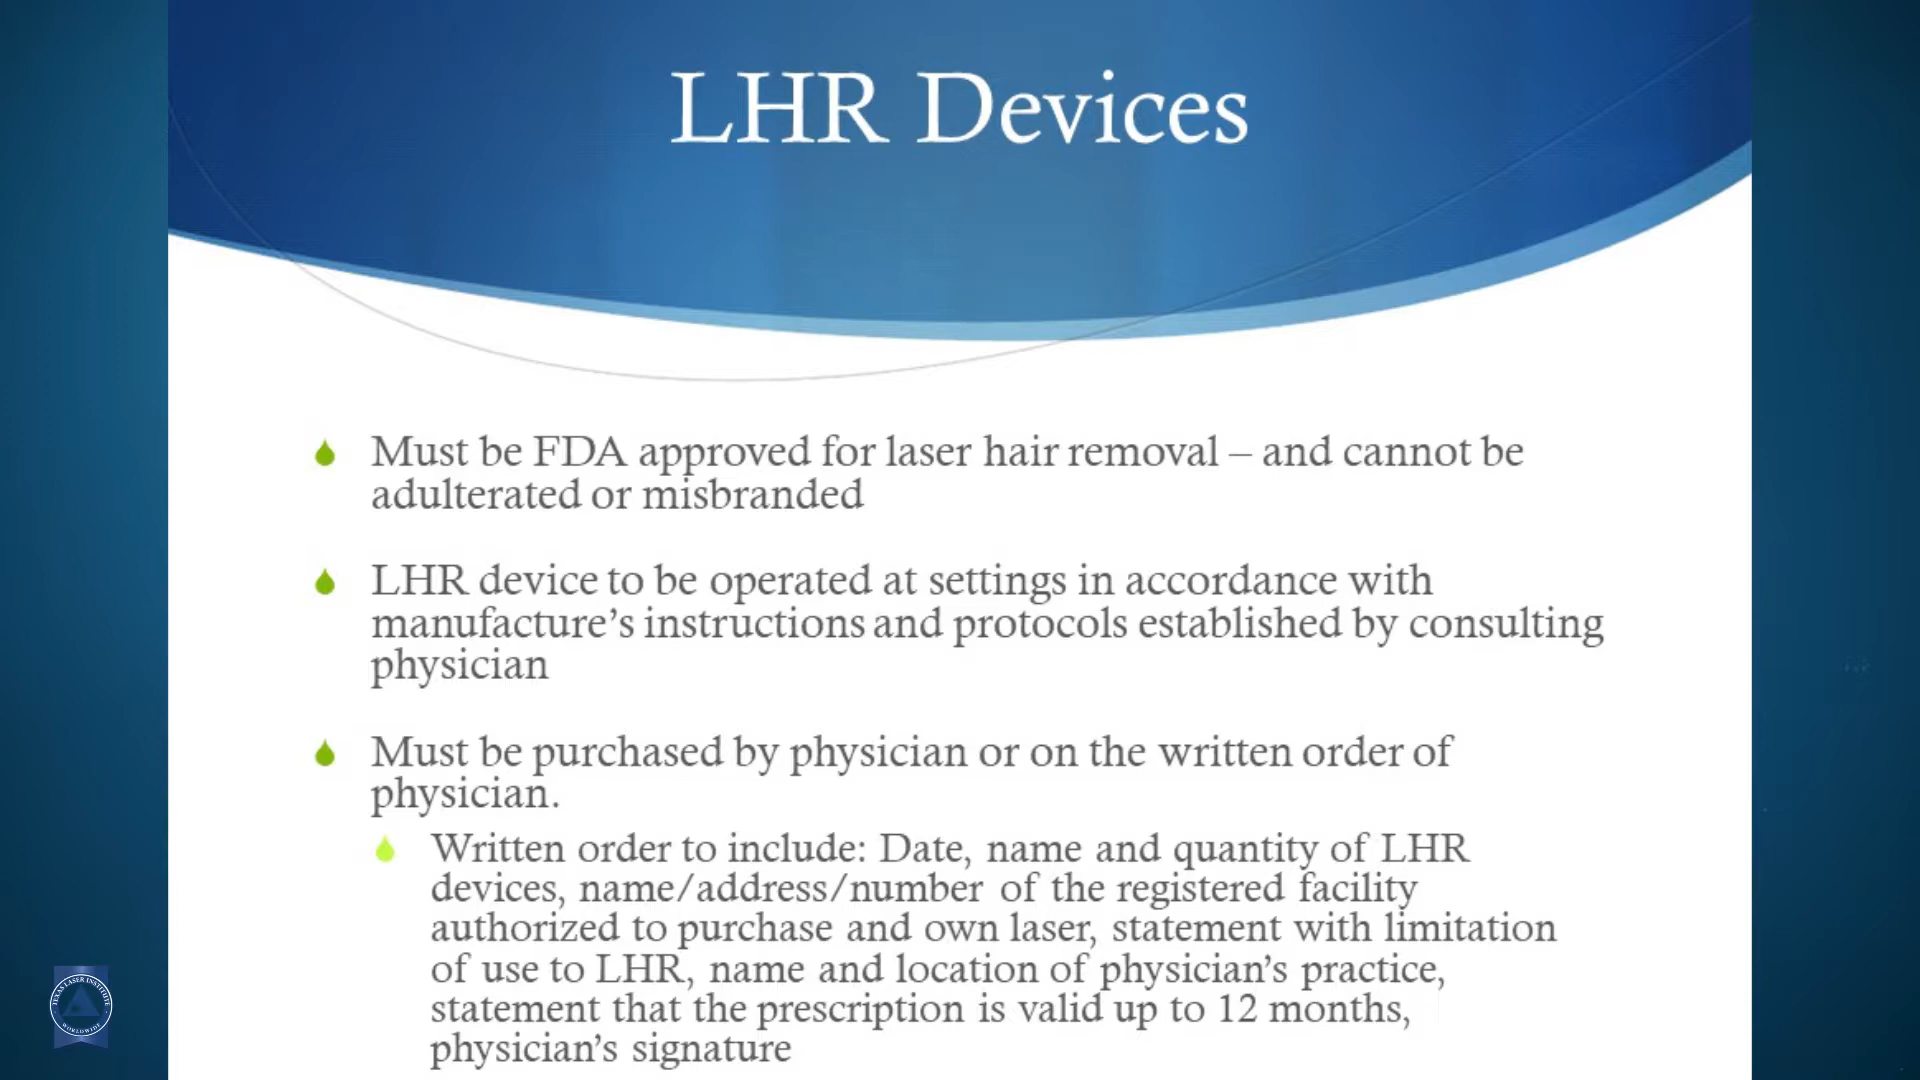 LHR Devices
Must be FDA approved for laser hair removal – and cannot be
adulterated or misbranded
LHR device to be operated at settings in accordance with
manufacture’s instructions and protocols established by consulting
physician
Must be purchased by physician or on the written order of
physician.
Written order to include: Date, name and quantity of LHR
devices, name/address/number of the registered facility
authorized to purchase and own laser, statement with limitation
of use to LHR, name and location of physician’s practice,
statement that the prescription is valid up to 12 months,
physician’s signature
TEXAS LASER INSTITUTE
WORLDWIDE